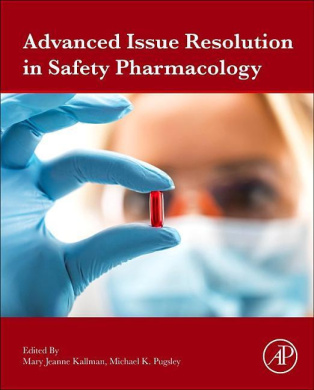 Advanced Issue Resolution
in Safety Pharmacology
Edited By
Mary Jeanne Kallman, Michael K. Pugsley
AP